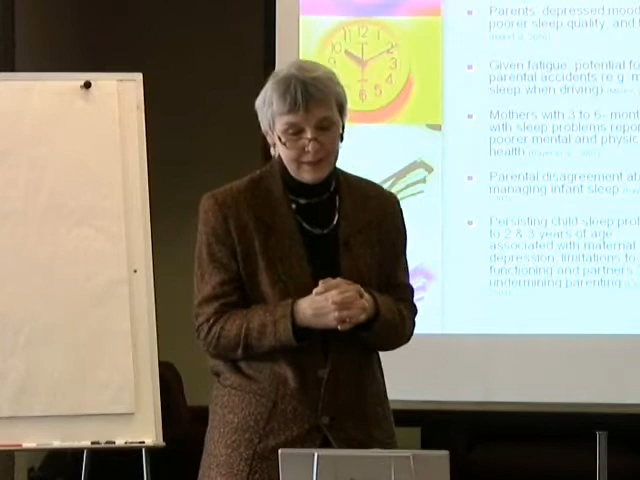 Parents: depressed mood
poorer sleep quality, and
Given fatigue, potential fo
parental accidents (e.g. m
sleep when driving)
Mothers with 3 to 6- mont
with sleep problems repo
poorer mental and physic
health
Parental disagreement ab
managing infant sleep
Persisting child sleep prob
to 2 & 3 years of age
associated with maternal
depression, limitations to
functioning and partners
undermining parenting